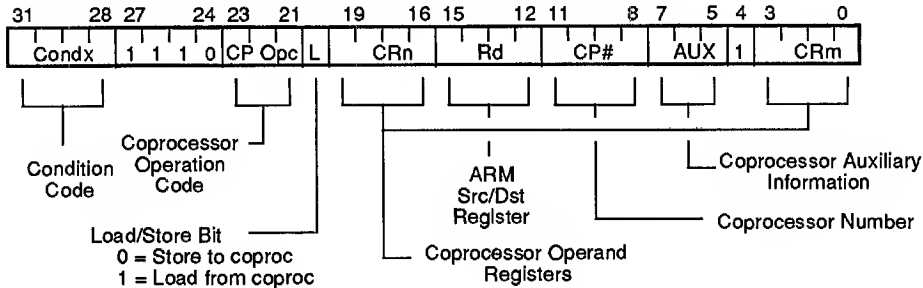 31 28 27 24 23 21 19 16 15 12 11 8 7 5 4 3 0
Condx 1 1 1 0 CP Opc L CRn Rd CP# AUX 1 CRm
Condition
Code
Coprocessor
Operation
Code
Load/Store Bit
0 = Store to coproc
1 = Load from coproc
ARM
Src/Dst
Register
Coprocessor Operand
Registers
Coprocessor Auxiliary
Information
Coprocessor Number